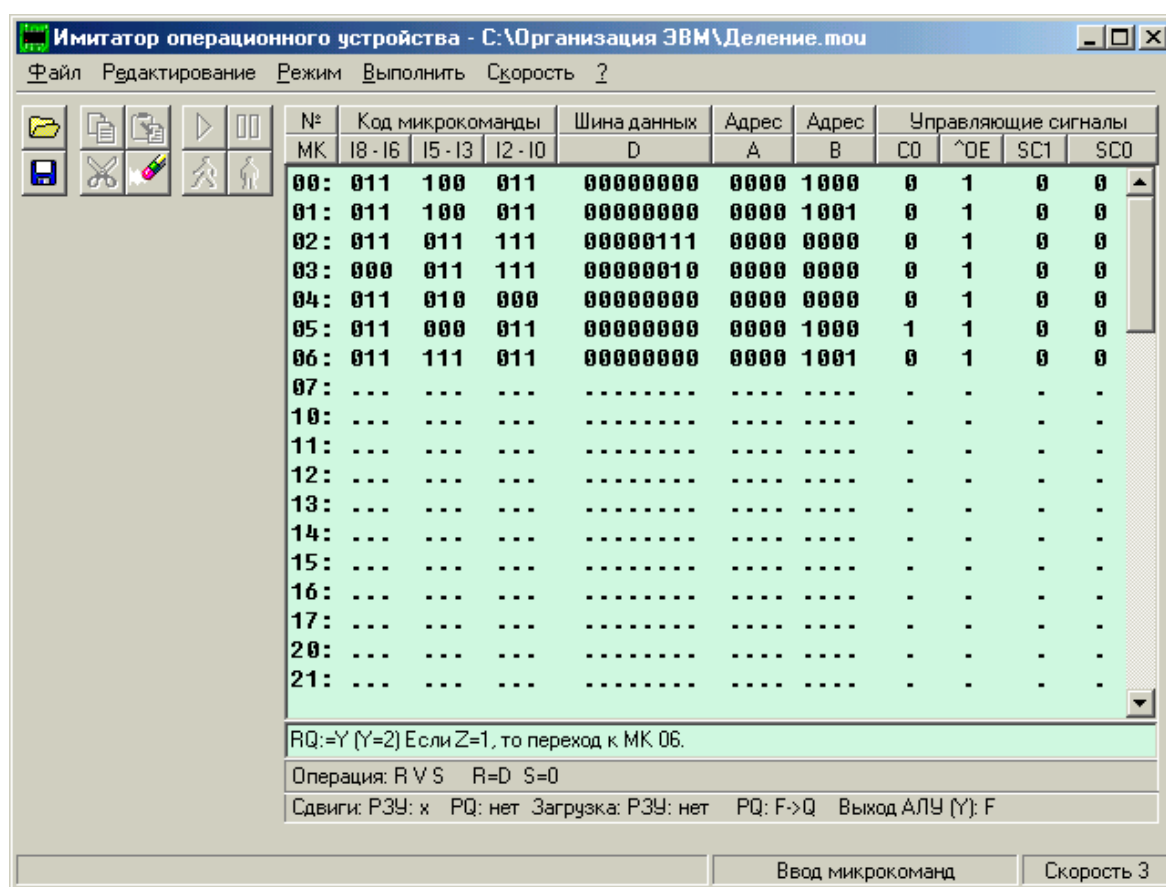 Имитатор операционного устройства - C:\Организация ЭВМ\Деление.mou
Файл Редактирование Режим Выполнить Скорость ?
№ Код микрокоманды Шина данных Адрес Адрес Управляющие сигналы
МК I8 - I6 I5 - I3 I2 - I0 D A B C0 ^OE SC1 SC0
00: 011 100 011 00000000 0000 1000 0 1 0 0
01: 011 100 011 00000000 0000 1001 0 1 0 0
02: 011 011 111 00000111 0000 0000 0 1 0 0
03: 000 011 111 00000010 0000 0000 0 1 0 0
04: 011 010 000 00000000 0000 0000 0 1 0 0
05: 011 000 011 00000000 0000 1000 1 1 0 0
06: 011 111 011 00000000 0000 1001 0 1 0 0
07: ... ... ... ........ .... .... . . . .
10: ... ... ... ........ .... .... . . . .
11: ... ... ... ........ .... .... . . . .
12: ... ... ... ........ .... .... . . . .
13: ... ... ... ........ .... .... . . . .
14: ... ... ... ........ .... .... . . . .
15: ... ... ... ........ .... .... . . . .
16: ... ... ... ........ .... .... . . . .
17: ... ... ... ........ .... .... . . . .
20: ... ... ... ........ .... .... . . . .
21: ... ... ... ........ .... .... . . . .
RQ:=Y (Y=2) Если Z=1, то переход к МК 06.
Операция: R V S R=D S=0
Сдвиги: РЗУ: x PQ: нет Загрузка: РЗУ: нет PQ: F->Q Выход АЛУ (Y): F
Ввод микрокоманд Скорость 3